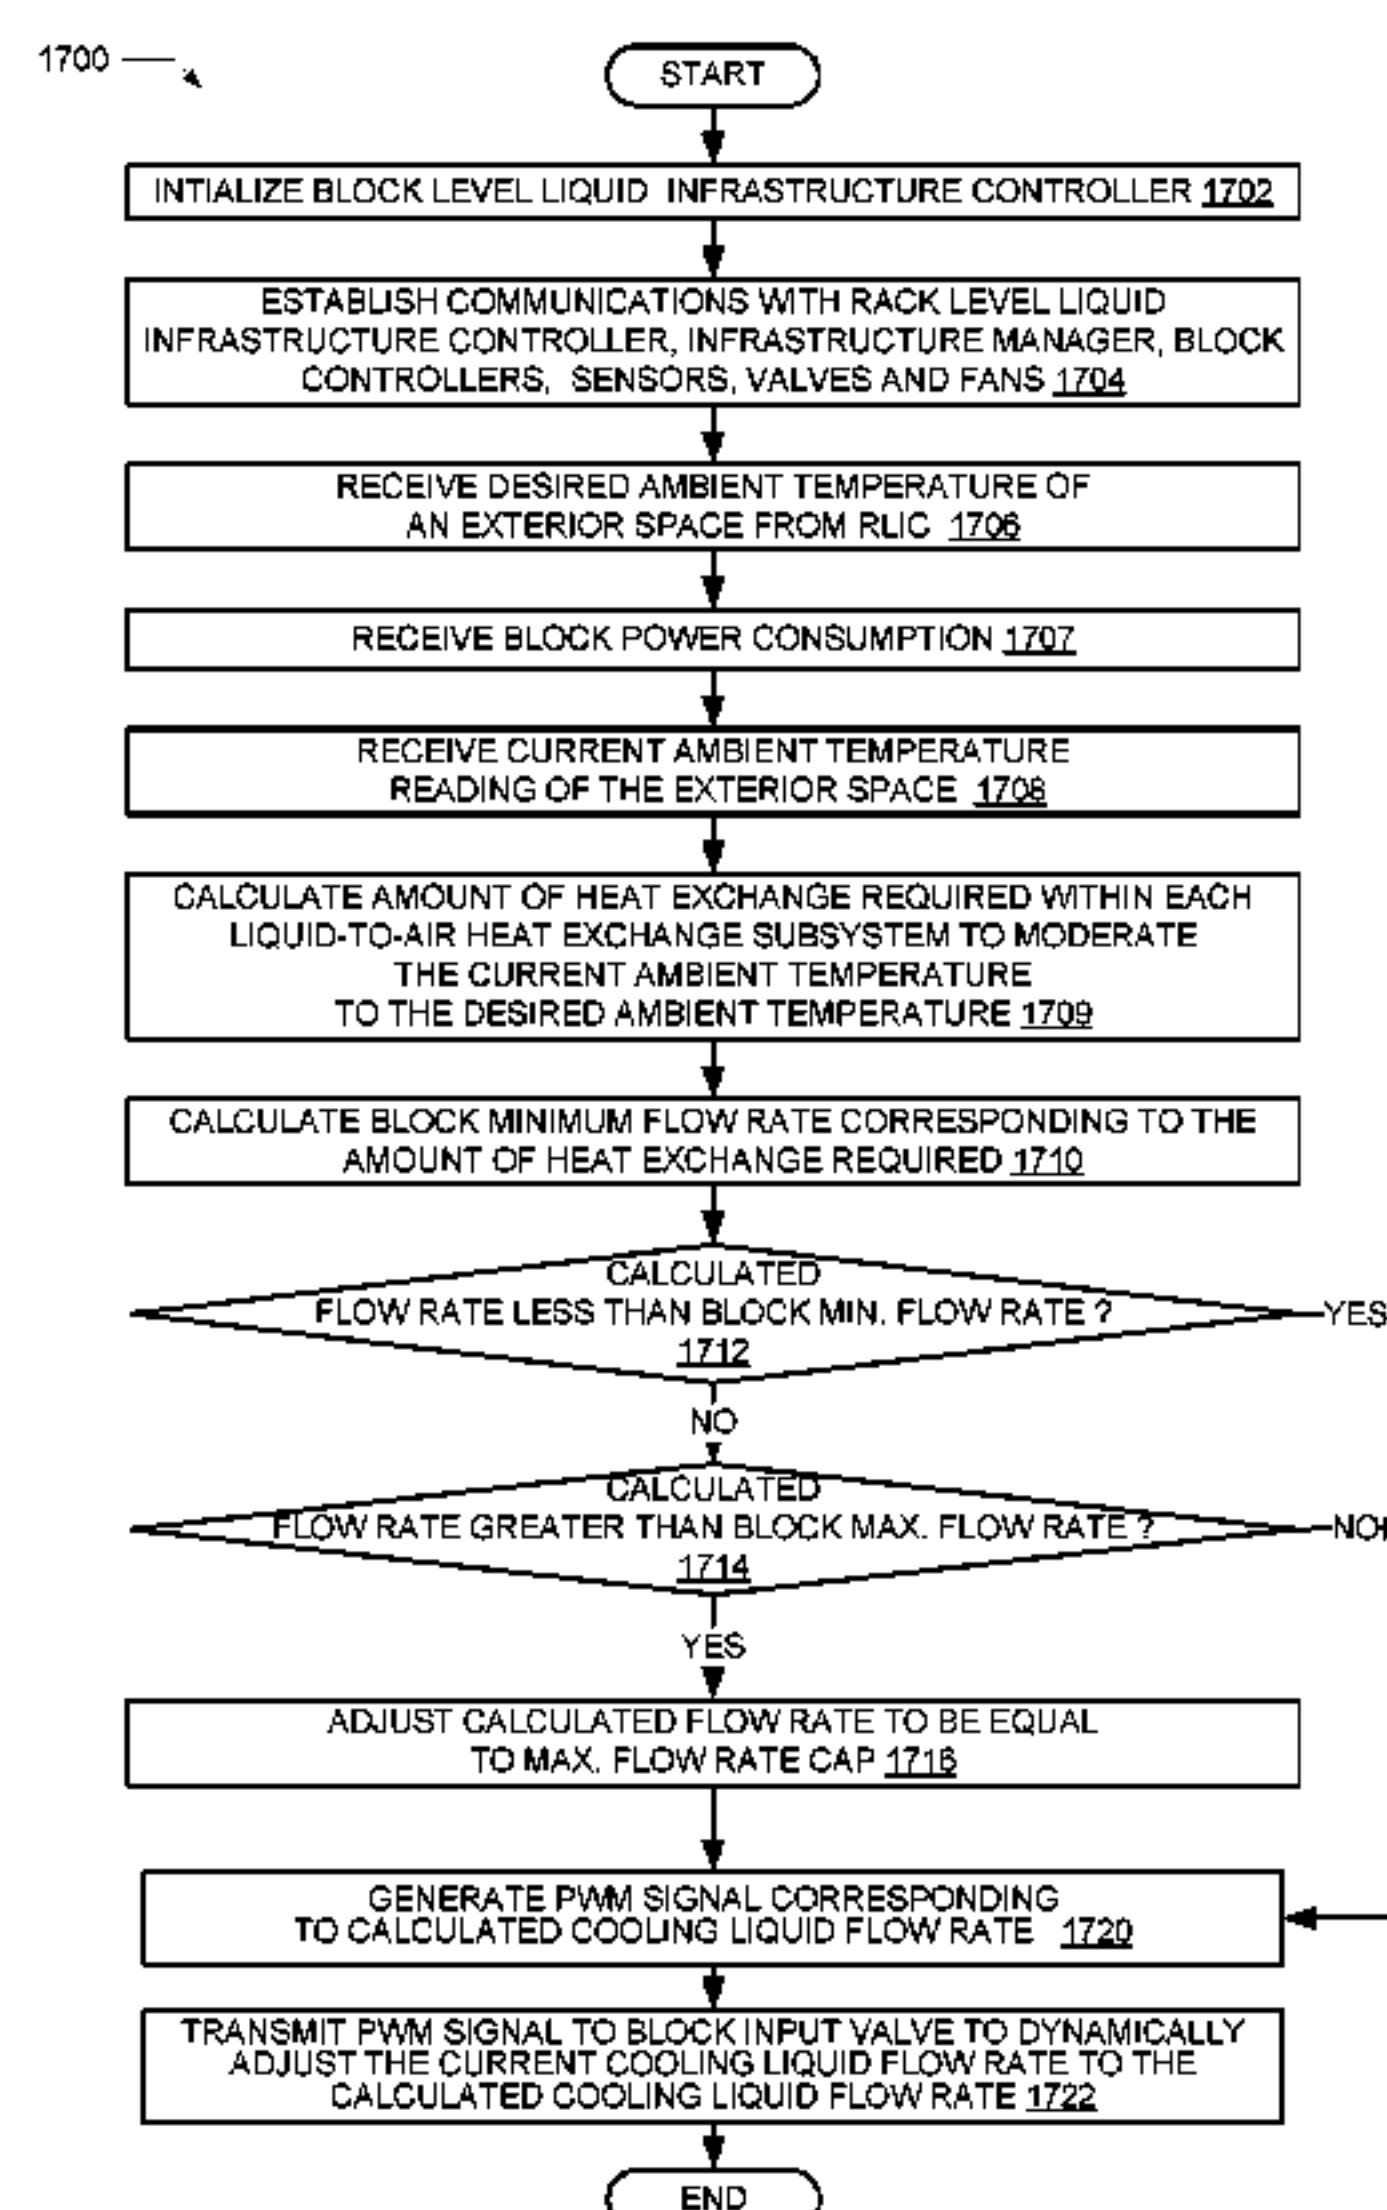 1700
START
INTIALIZE BLOCK LEVEL LIQUID INFRASTRUCTURE CONTROLLER 1702
ESTABLISH COMMUNICATIONS WITH RACK LEVEL LIQUID
INFRASTRUCTURE CONTROLLER, INFRASTRUCTURE MANAGER, BLOCK
CONTROLLERS, SENSORS, VALVES AND FANS 1704
RECEIVE DESIRED AMBIENT TEMPERATURE OF
AN EXTERIOR SPACE FROM RLIC 1706
RECEIVE BLOCK POWER CONSUMPTION 1707
RECEIVE CURRENT AMBIENT TEMPERATURE
READING OF THE EXTERIOR SPACE 1708
CALCULATE AMOUNT OF HEAT EXCHANGE REQUIRED WITHIN EACH
LIQUID-TO-AIR HEAT EXCHANGE SUBSYSTEM TO MODERATE
THE CURRENT AMBIENT TEMPERATURE
TO THE DESIRED AMBIENT TEMPERATURE 1709
CALCULATE BLOCK MINIMUM FLOW RATE CORRESPONDING TO THE
AMOUNT OF HEAT EXCHANGE REQUIRED 1710
CALCULATED
FLOW RATE LESS THAN BLOCK MIN. FLOW RATE ?
1712
YES
NO
CALCULATED
FLOW RATE GREATER THAN BLOCK MAX. FLOW RATE ?
1714
NO
YES
ADJUST CALCULATED FLOW RATE TO BE EQUAL
TO MAX. FLOW RATE CAP 1716
GENERATE PWM SIGNAL CORRESPONDING
TO CALCULATED COOLING LIQUID FLOW RATE 1720
TRANSMIT PWM SIGNAL TO BLOCK INPUT VALVE TO DYNAMICALLY
ADJUST THE CURRENT COOLING LIQUID FLOW RATE TO THE
CALCULATED COOLING LIQUID FLOW RATE 1722
END